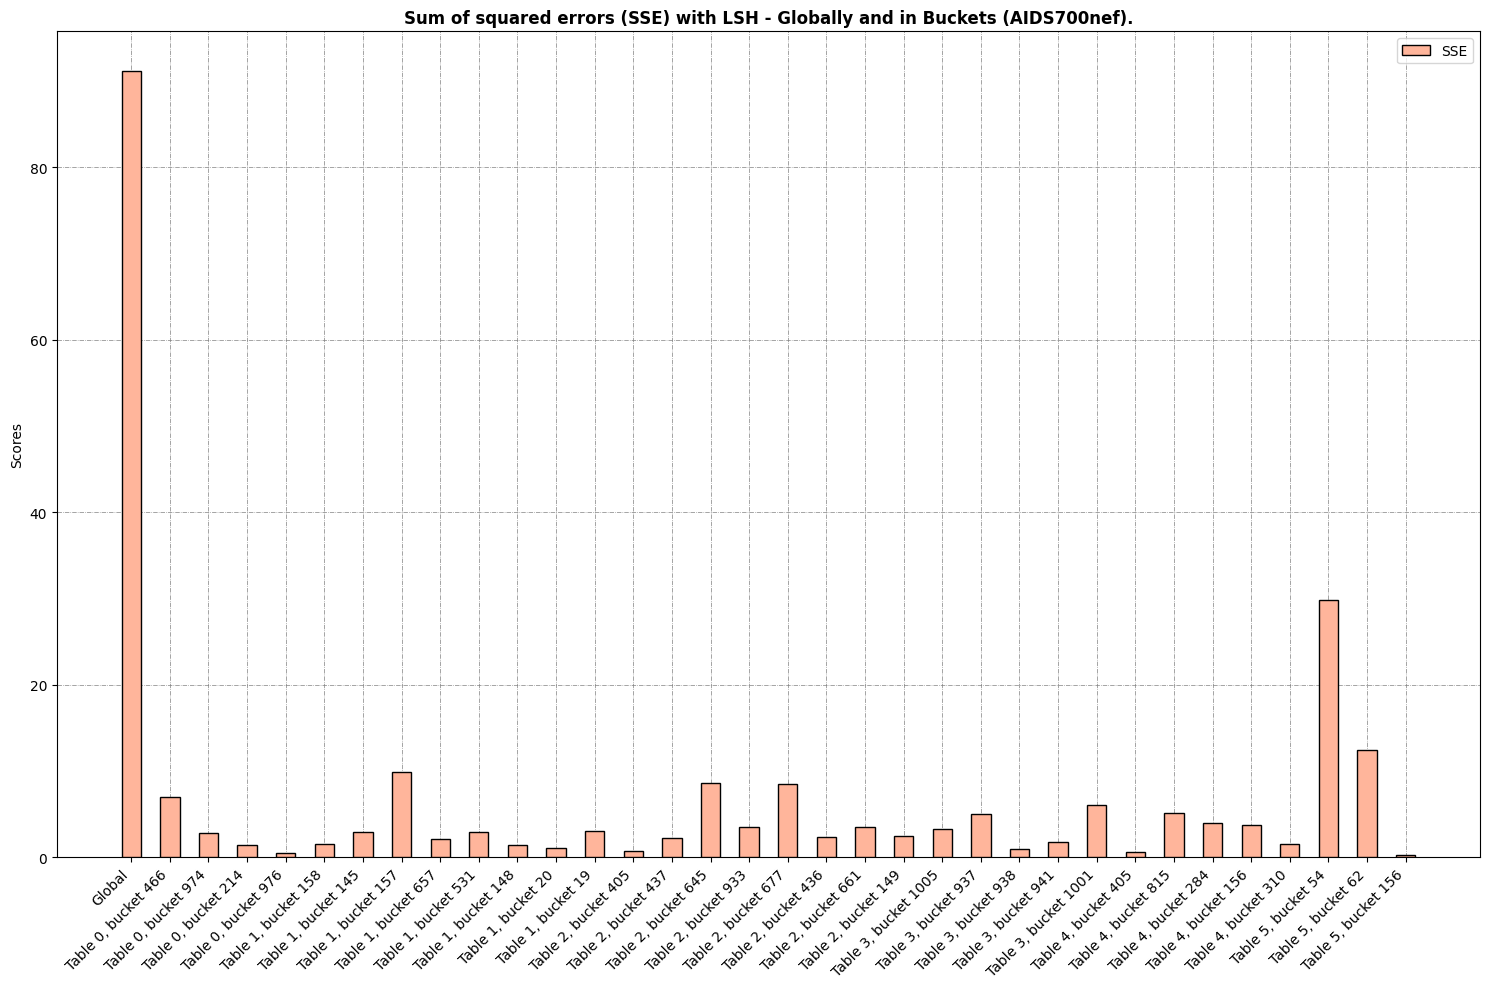 Sum of squared errors (SSE) with LSH - Globally and in Buckets (AIDS700nef).
SSE
Scores
80
60
40
20
0
Global
Table 0, bucket 466
Table 0, bucket 974
Table 0, bucket 214
Table 0, bucket 976
Table 1, bucket 158
Table 1, bucket 145
Table 1, bucket 157
Table 1, bucket 657
Table 1, bucket 531
Table 1, bucket 148
Table 1, bucket 20
Table 1, bucket 19
Table 2, bucket 405
Table 2, bucket 437
Table 2, bucket 645
Table 2, bucket 933
Table 2, bucket 677
Table 2, bucket 436
Table 2, bucket 661
Table 2, bucket 149
Table 3, bucket 1005
Table 3, bucket 937
Table 3, bucket 938
Table 3, bucket 941
Table 3, bucket 1001
Table 4, bucket 405
Table 4, bucket 815
Table 4, bucket 284
Table 4, bucket 156
Table 4, bucket 310
Table 5, bucket 54
Table 5, bucket 62
Table 5, bucket 156